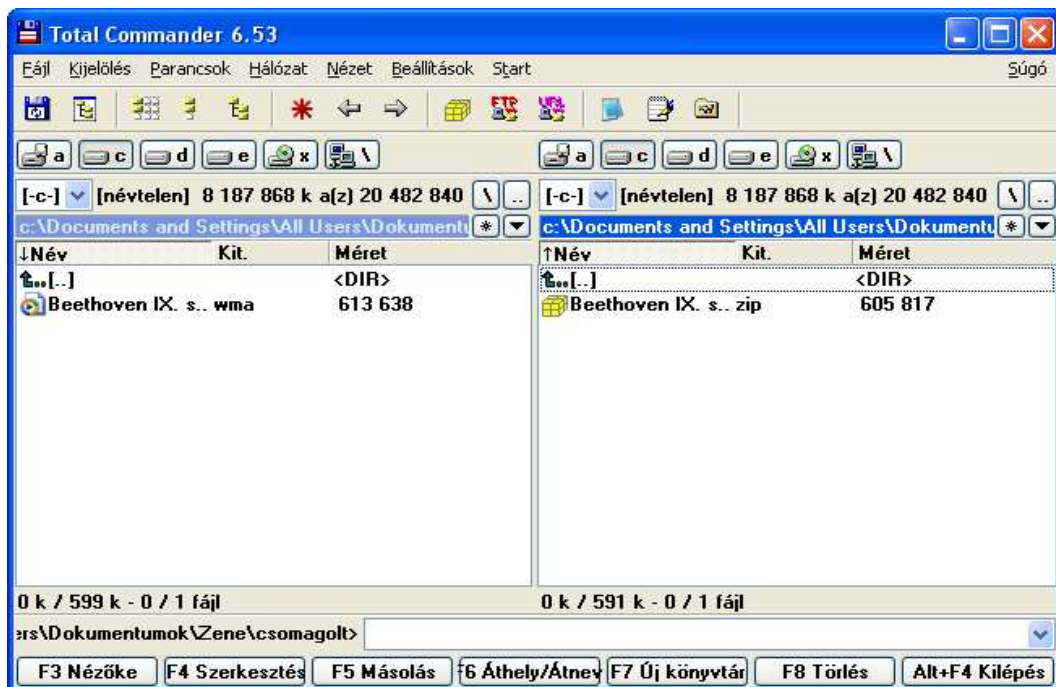 Total Commander 6.53
Fájl Kijelölés Parancsok Hálózat Nézet Beállítások Start Súgó
FTP URL
a c d e x \ a c d e x \
[-c-] [névtelen] 8 187 868 k a(z) 20 482 840 \ .. [-c-] [névtelen] 8 187 868 k a(z) 20 482 840 \ ..
c:\Documents and Settings\All Users\Dokumentu * c:\Documents and Settings\All Users\Dokumentu *
↓Név Kit. Méret ↑Név Kit. Méret
[..] <DIR> [..] <DIR>
Beethoven IX. s.. wma 613 638 Beethoven IX. s.. zip 605 817
0 k / 599 k - 0 / 1 fájl 0 k / 591 k - 0 / 1 fájl
ers\Dokumentumok\Zene\csomagolt>
F3 Nézőke F4 Szerkesztés F5 Másolás F6 Áthely/Átnev F7 Új könyvtár F8 Törlés Alt+F4 Kilépés